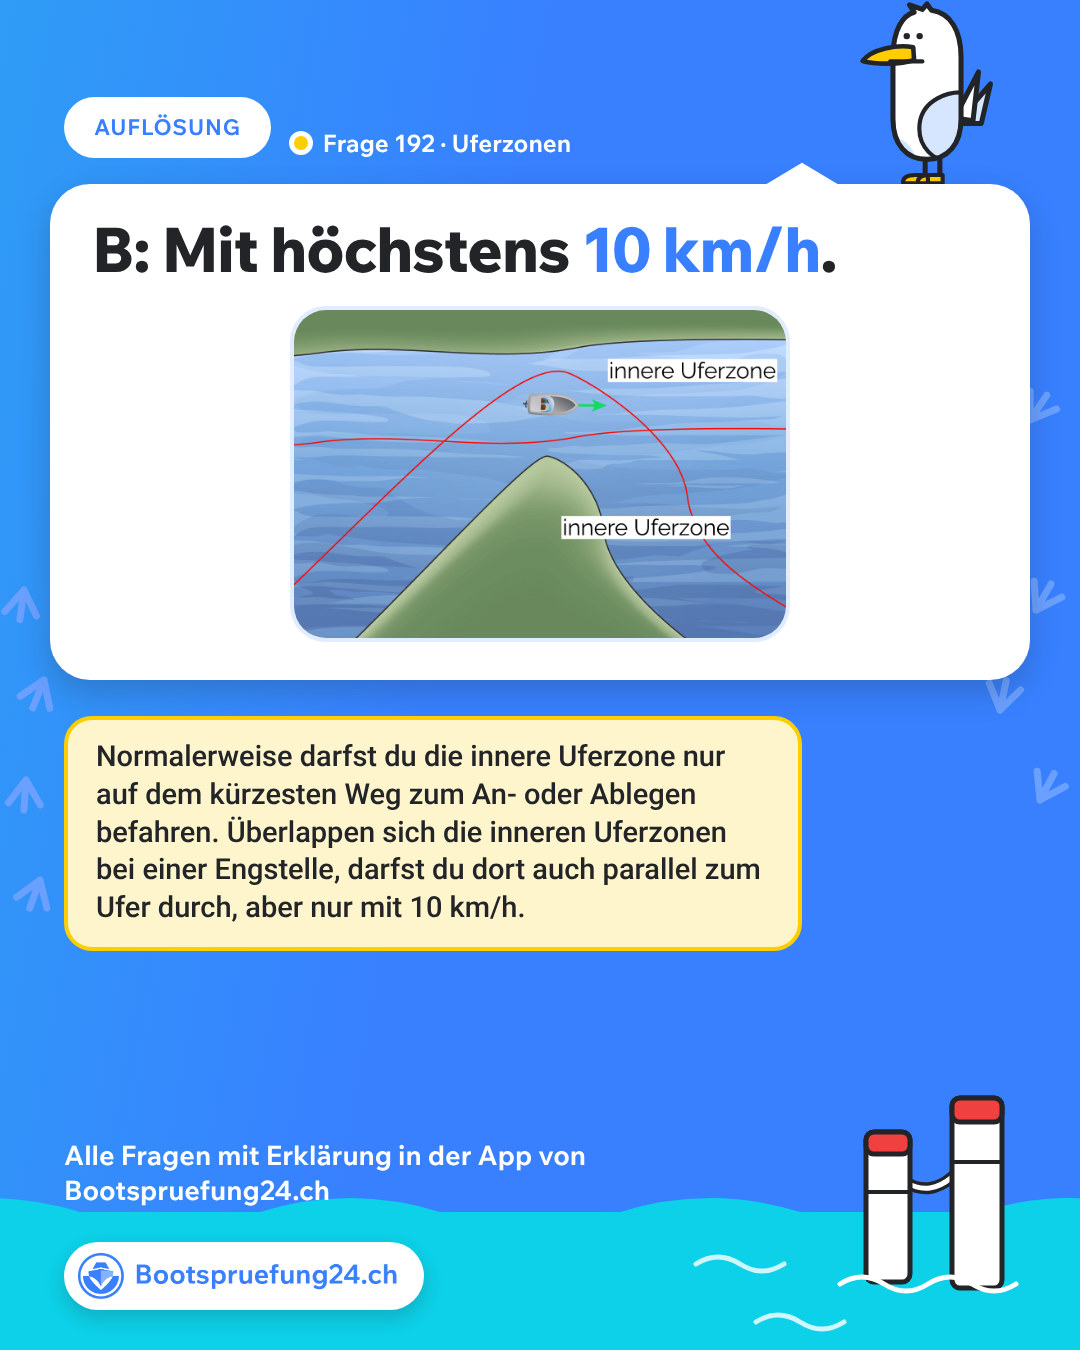 AUFLÖSUNG
Frage 192 · Uferzonen
B: Mit höchstens 10 km/h.
innere Uferzone
innere Uferzone
Normalerweise darfst du die innere Uferzone nur
auf dem kürzesten Weg zum An- oder Ablegen
befahren. Überlappen sich die inneren Uferzonen
bei einer Engstelle, darfst du dort auch parallel zum
Ufer durch, aber nur mit 10 km/h.
Alle Fragen mit Erklärung in der App von
Bootspruefung24.ch
Bootspruefung24.ch